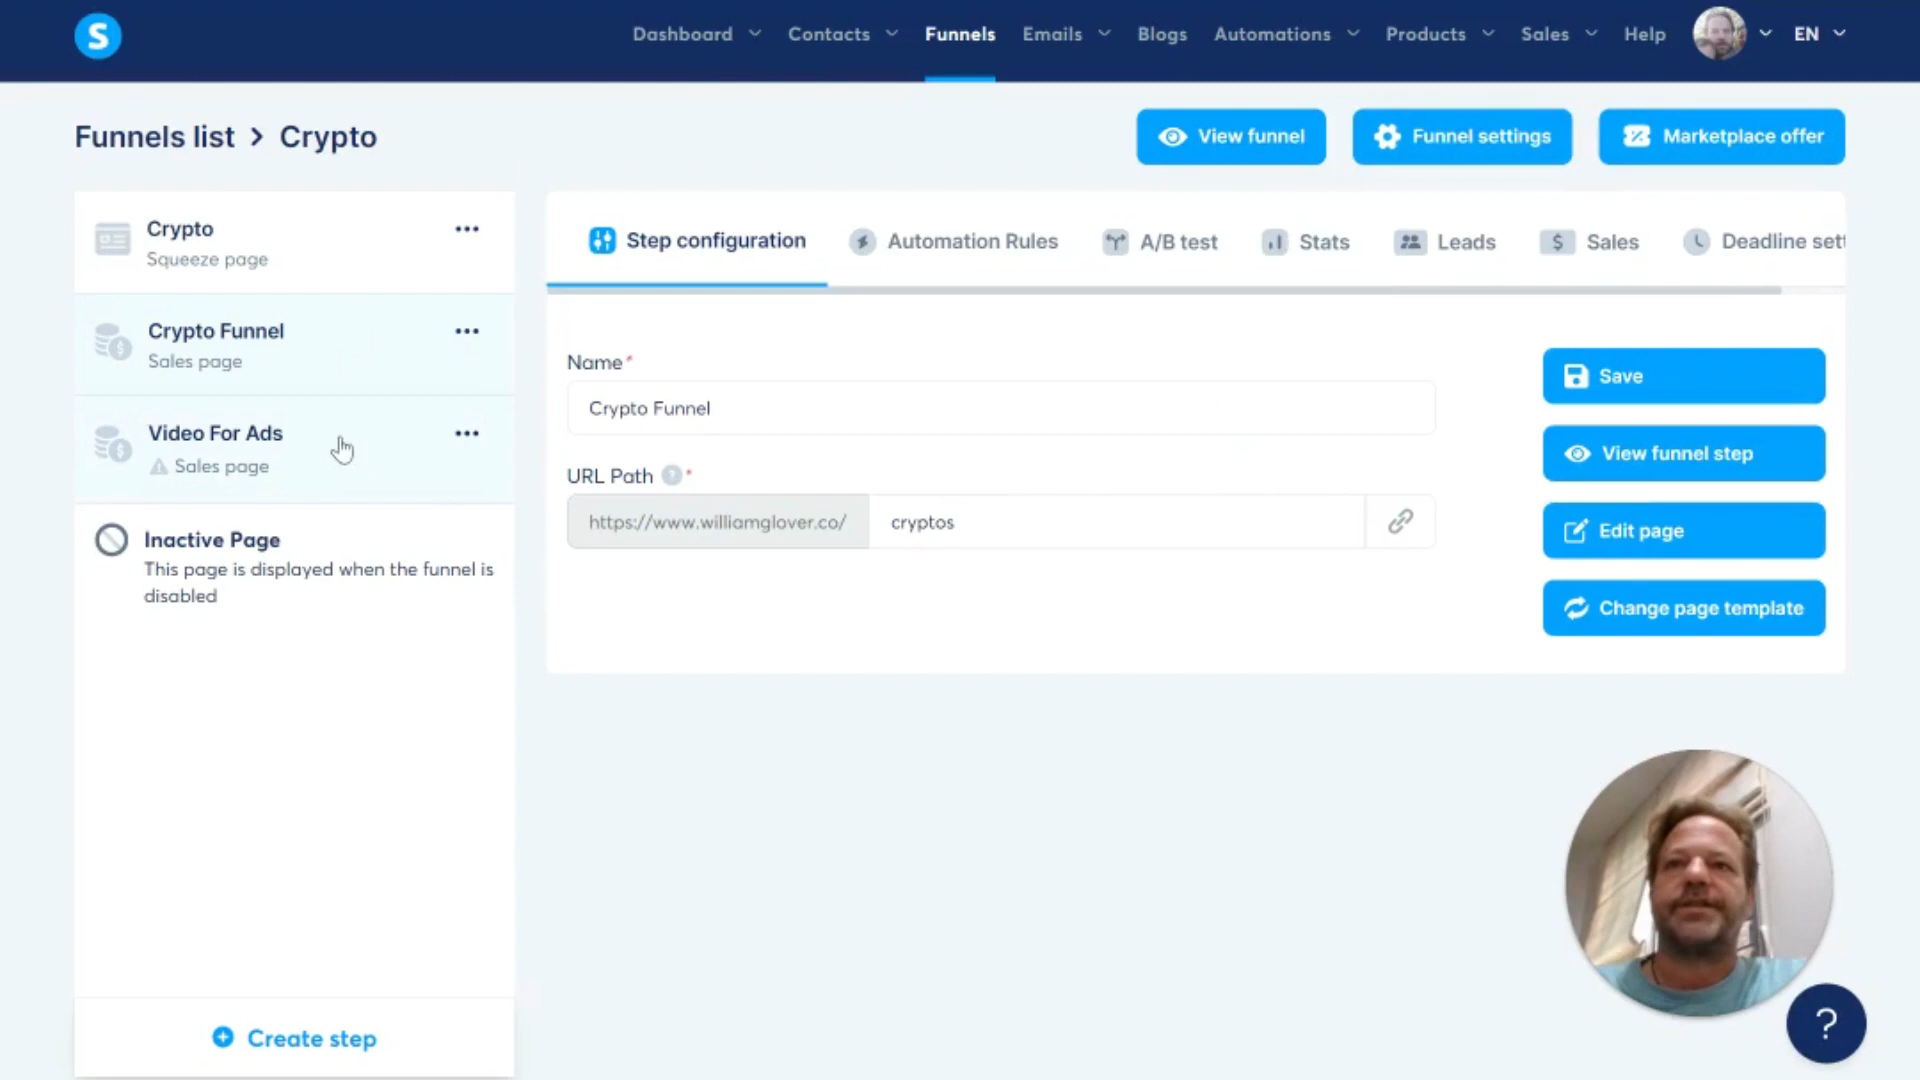 S
Dashboard Contacts Funnels Emails Blogs Automations Products Sales Help EN
Funnels list > Crypto
View funnel
Funnel settings
Marketplace offer
Crypto
Squeeze page
Crypto Funnel
Sales page
Video For Ads
Sales page
Inactive Page
This page is displayed when the funnel is
disabled
Create step
Step configuration Automation Rules A/B test Stats Leads $ Sales Deadline sett
Name*
Crypto Funnel
URL Path ? *
https://www.williamglover.co/ cryptos
Save
View funnel step
Edit page
Change page template
?